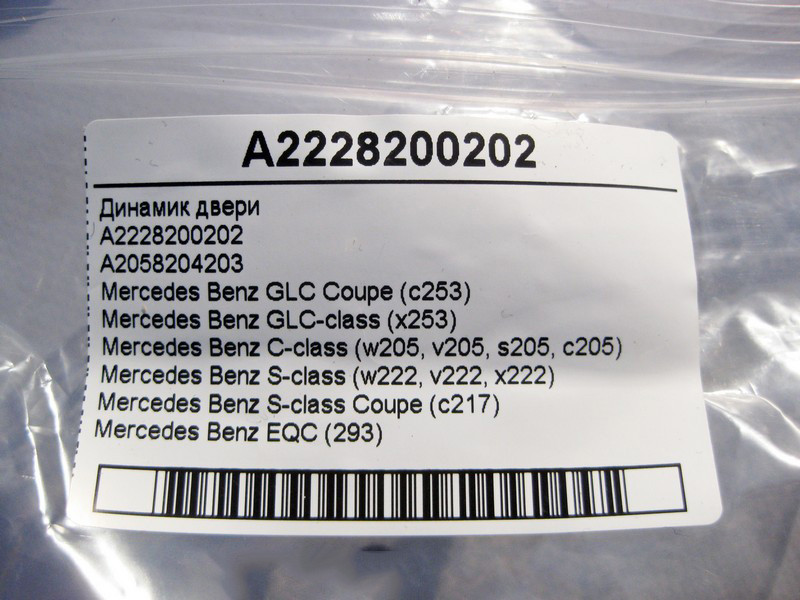 A2228200202
Динамик двери
A2228200202
A2058204203
Mercedes Benz GLC Coupe (c253)
Mercedes Benz GLC-class (x253)
Mercedes Benz C-class (w205, v205, s205, c205)
Mercedes Benz S-class (w222, v222, x222)
Mercedes Benz S-class Coupe (c217)
Mercedes Benz EQC (293)